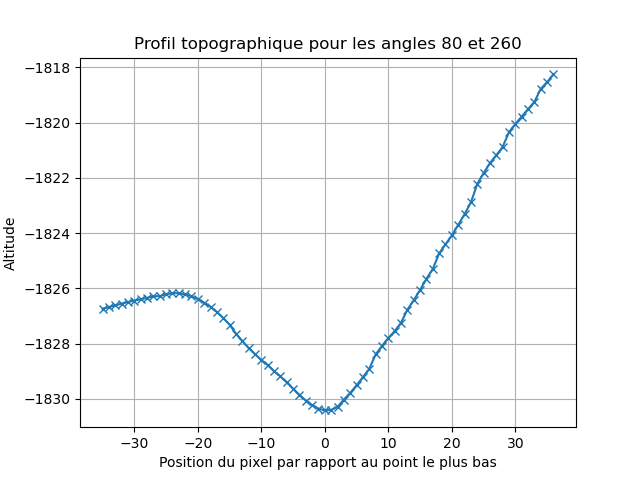 Profil topographique pour les angles 80 et 260
−1818
−1820
−1822
−1824
−1826
−1828
−1830
Altitude
−30 −20 −10 0 10 20 30
Position du pixel par rapport au point le plus bas